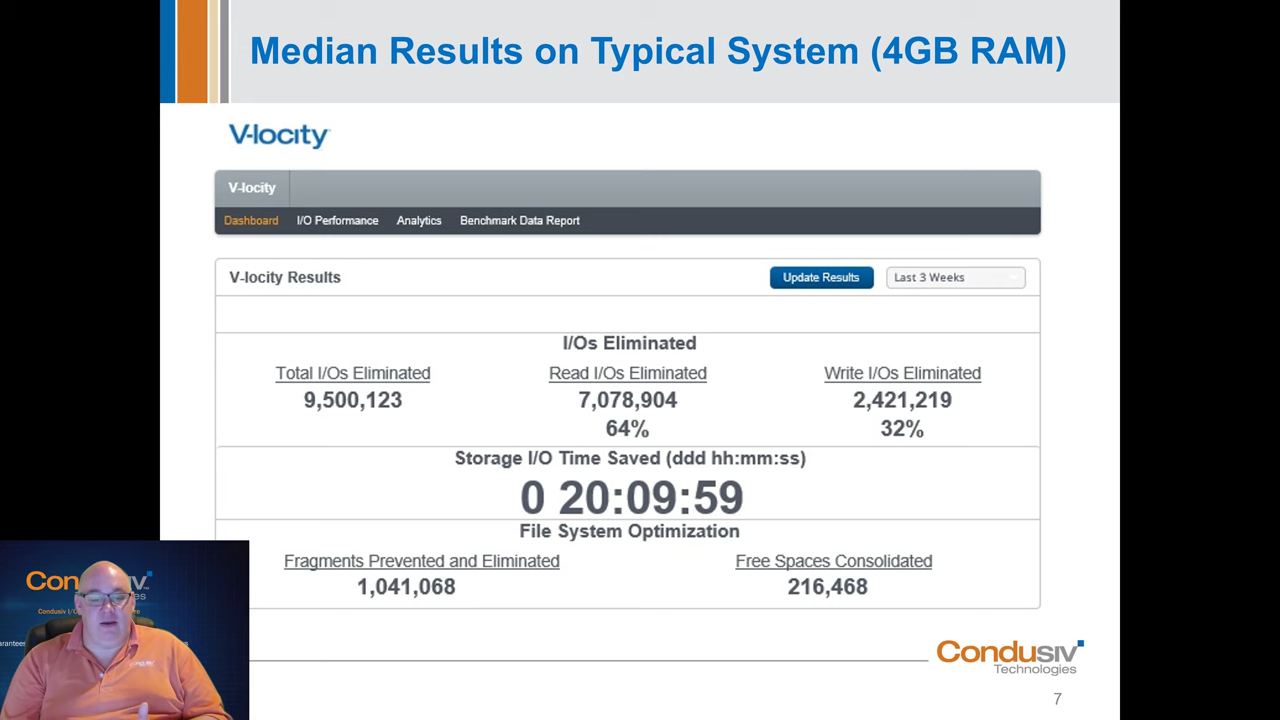 Median Results on Typical System (4GB RAM)
V-locity
V-locity
Dashboard I/O Performance Analytics Benchmark Data Report
V-locity Results Update Results Last 3 Weeks
I/Os Eliminated
Total I/Os Eliminated Read I/Os Eliminated Write I/Os Eliminated
9,500,123 7,078,904 2,421,219
64% 32%
Storage I/O Time Saved (ddd hh:mm:ss)
0 20:09:59
File System Optimization
Fragments Prevented and Eliminated Free Spaces Consolidated
1,041,068 216,468
Condusiv
Technologies
7